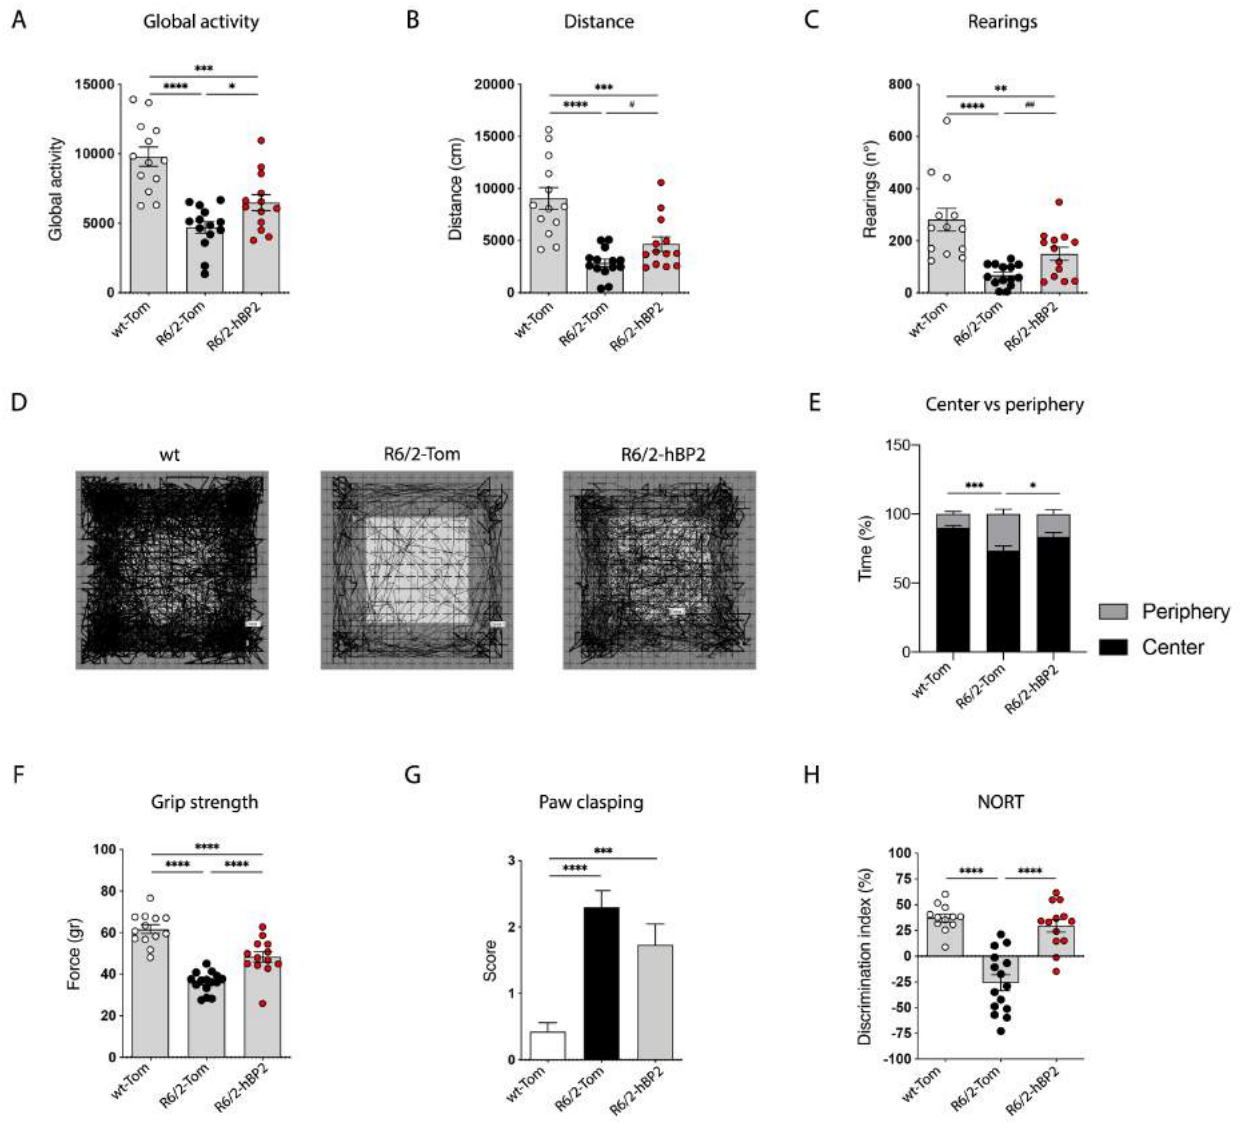 A Global activity
***
**** *
15000
10000
5000
0
Global activity
wt-Tom
R6/2-Tom
R6/2-hBP2
B Distance
***
**** #
20000
15000
10000
5000
0
Distance (cm)
wt-Tom
R6/2-Tom
R6/2-hBP2
C Rearings
**
**** ##
800
600
400
200
0
Rearings (n°)
wt-Tom
R6/2-Tom
R6/2-hBP2
D
wt
R6/2-Tom
R6/2-hBP2
E Center vs periphery
*** *
150
100
50
0
Time (%)
wt-Tom
R6/2-Tom
R6/2-hBP2
Periphery
Center
F
Grip strength
****
**** ****
100
80
60
40
20
0
Force (gr)
wt-Tom
R6/2-Tom
R6/2-hBP2
G
Paw clasping
***
****
3
2
1
0
Score
wt-Tom
R6/2-Tom
R6/2-hBP2
H
NORT
**** ****
100
75
50
25
0
-25
-50
-75
-100
Discrimination index (%)
wt-Tom
R6/2-Tom
R6/2-hBP2